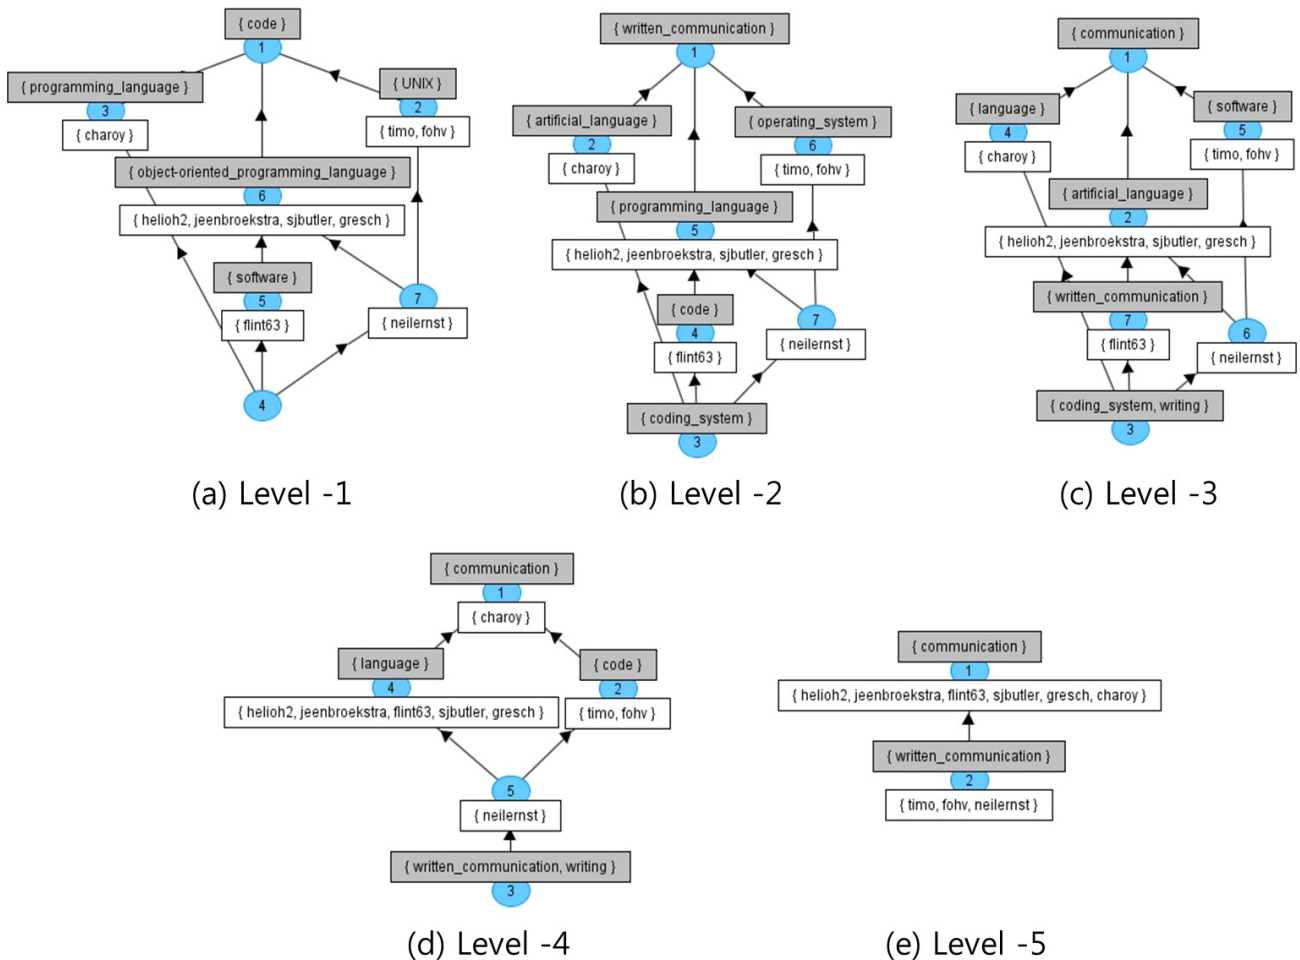 { code }
1
{ programming_language }
3
{ charoy }
{ UNIX }
2
{ timo, fohv }
{ object-oriented_programming_language }
6
{ helioh2, jeenbroekstra, sjbutler, gresch }
{ software }
5
{ flint63 }
7
{ neilernst }
4
(a) Level -1
{ written_communication }
1
{ artificial_language }
2
{ charoy }
{ operating_system }
6
{ timo, fohv }
{ programming_language }
5
{ helioh2, jeenbroekstra, sjbutler, gresch }
{ code }
4
{ flint63 }
7
{ neilernst }
{ coding_system }
3
(b) Level -2
{ communication }
1
{ language }
4
{ charoy }
{ software }
5
{ timo, fohv }
{ artificial_language }
2
{ helioh2, jeenbroekstra, sjbutler, gresch }
{ written_communication }
7
{ flint63 }
6
{ neilernst }
{ coding_system, writing }
3
(c) Level -3
{ communication }
1
{ charoy }
{ language }
4
{ helioh2, jeenbroekstra, flint63, sjbutler, gresch }
{ code }
2
{ timo, fohv }
5
{ neilernst }
{ written_communication, writing }
3
(d) Level -4
{ communication }
1
{ helioh2, jeenbroekstra, flint63, sjbutler, gresch, charoy }
{ written_communication }
2
{ timo, fohv, neilernst }
(e) Level -5